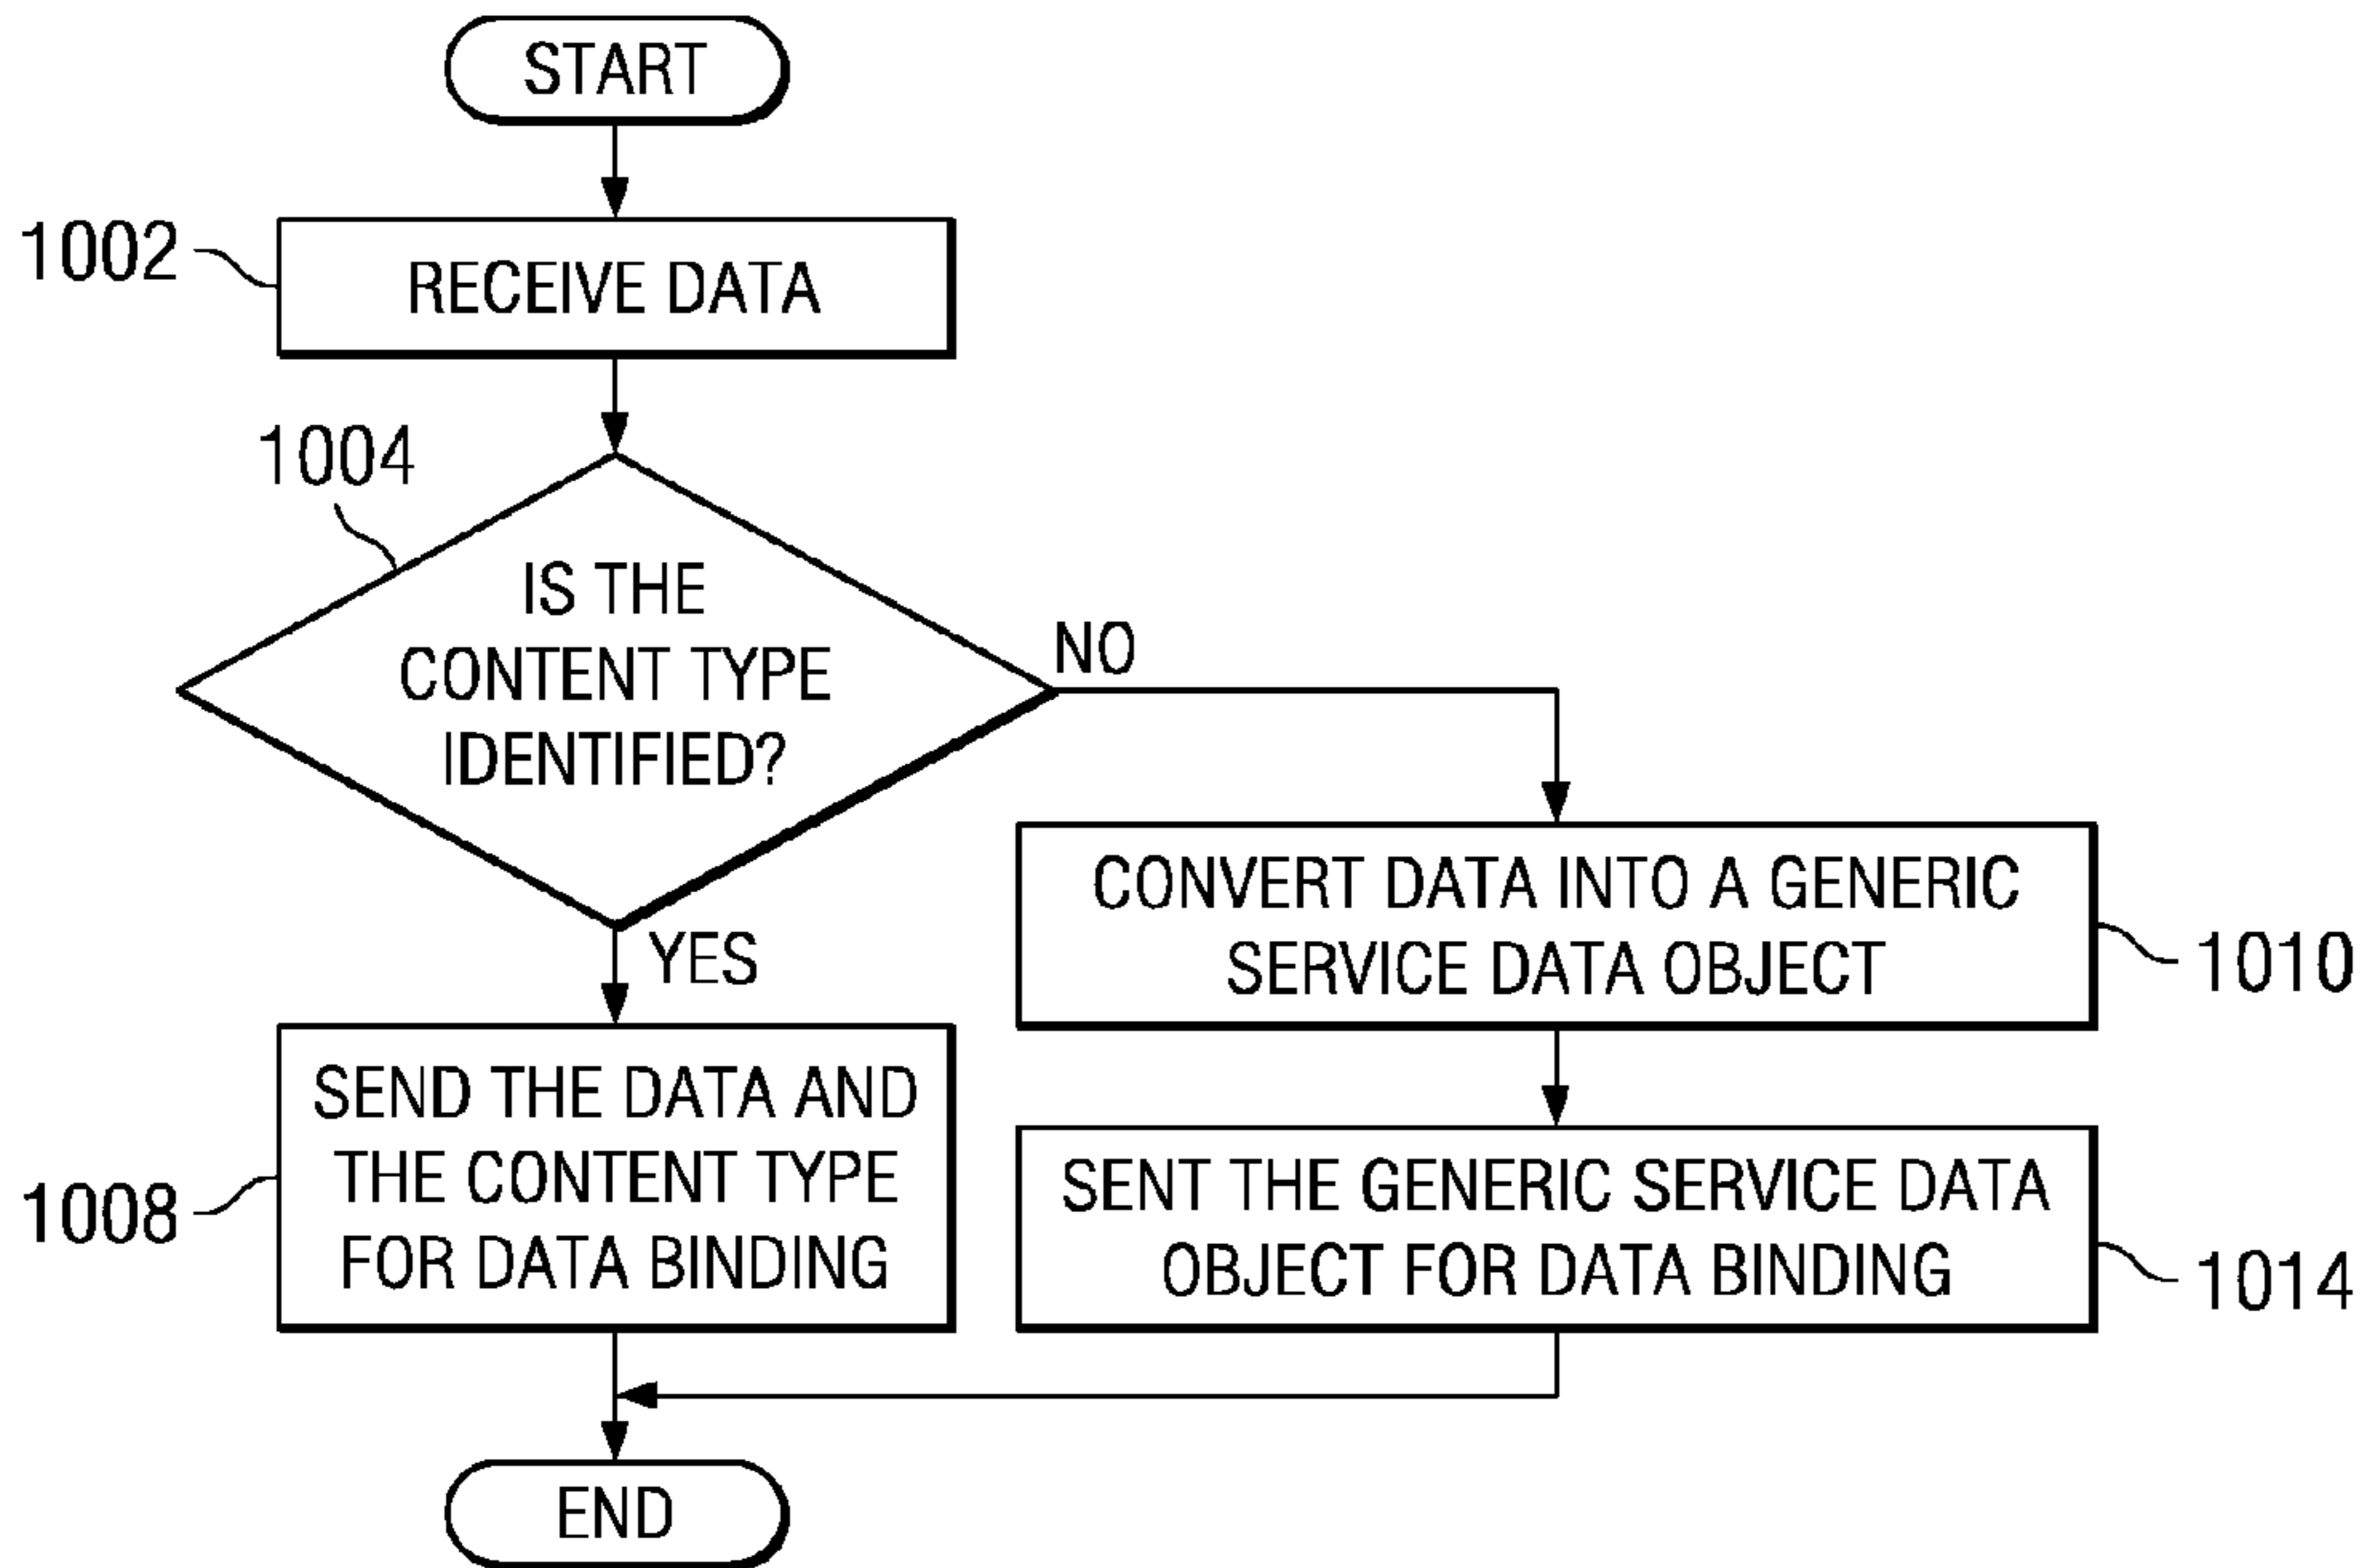 START
1002
RECEIVE DATA
1004
IS THE
CONTENT TYPE
IDENTIFIED?
NO
YES
CONVERT DATA INTO A GENERIC
SERVICE DATA OBJECT
1010
SEND THE DATA AND
THE CONTENT TYPE
FOR DATA BINDING
1008
SENT THE GENERIC SERVICE DATA
OBJECT FOR DATA BINDING
1014
END